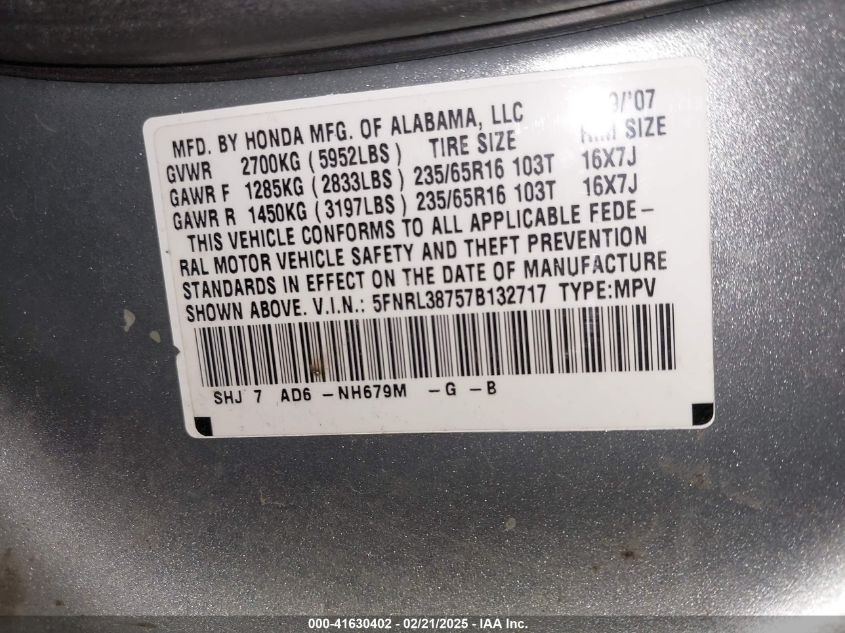 MFD. BY HONDA MFG. OF ALABAMA, LLC 9/'07
GVWR 2700KG (5952LBS) TIRE SIZE RIM SIZE
GAWR F 1285KG (2833LBS) 235/65R16 103T 16X7J
GAWR R 1450KG (3197LBS) 235/65R16 103T 16X7J
THIS VEHICLE CONFORMS TO ALL APPLICABLE FEDE-
RAL MOTOR VEHICLE SAFETY AND THEFT PREVENTION
STANDARDS IN EFFECT ON THE DATE OF MANUFACTURE
SHOWN ABOVE. V.I.N.: 5FNRL38757B132717 TYPE:MPV
SHJ 7 AD6 -NH679M -G -B
000-41630402 - 02/21/2025 - IAA Inc.